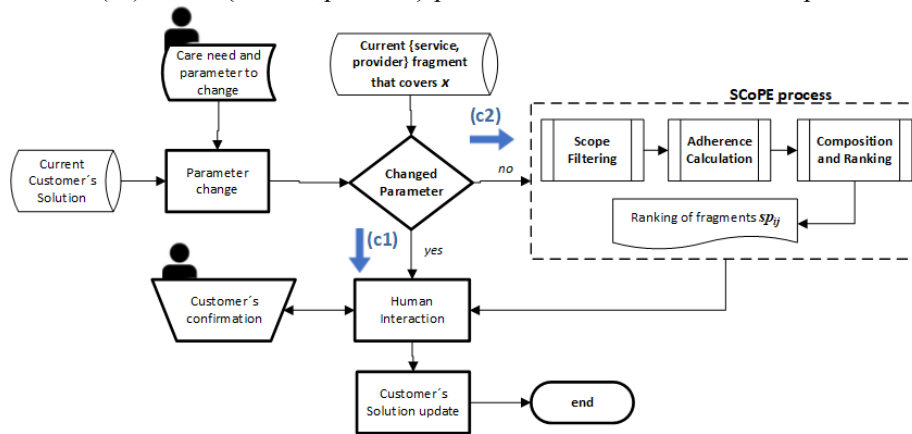 Care need and
parameter to
change
Current {service,
provider} fragment
that covers x
(c2)
SCoPE process
Scope
Filtering
Adherence
Calculation
Composition
and Ranking
Current
Customer´s
Solution
Parameter
change
Changed
Parameter
no
Ranking of fragments spij
(c1)
yes
Customer´s
confirmation
Human
Interaction
Customer´s
Solution update
end